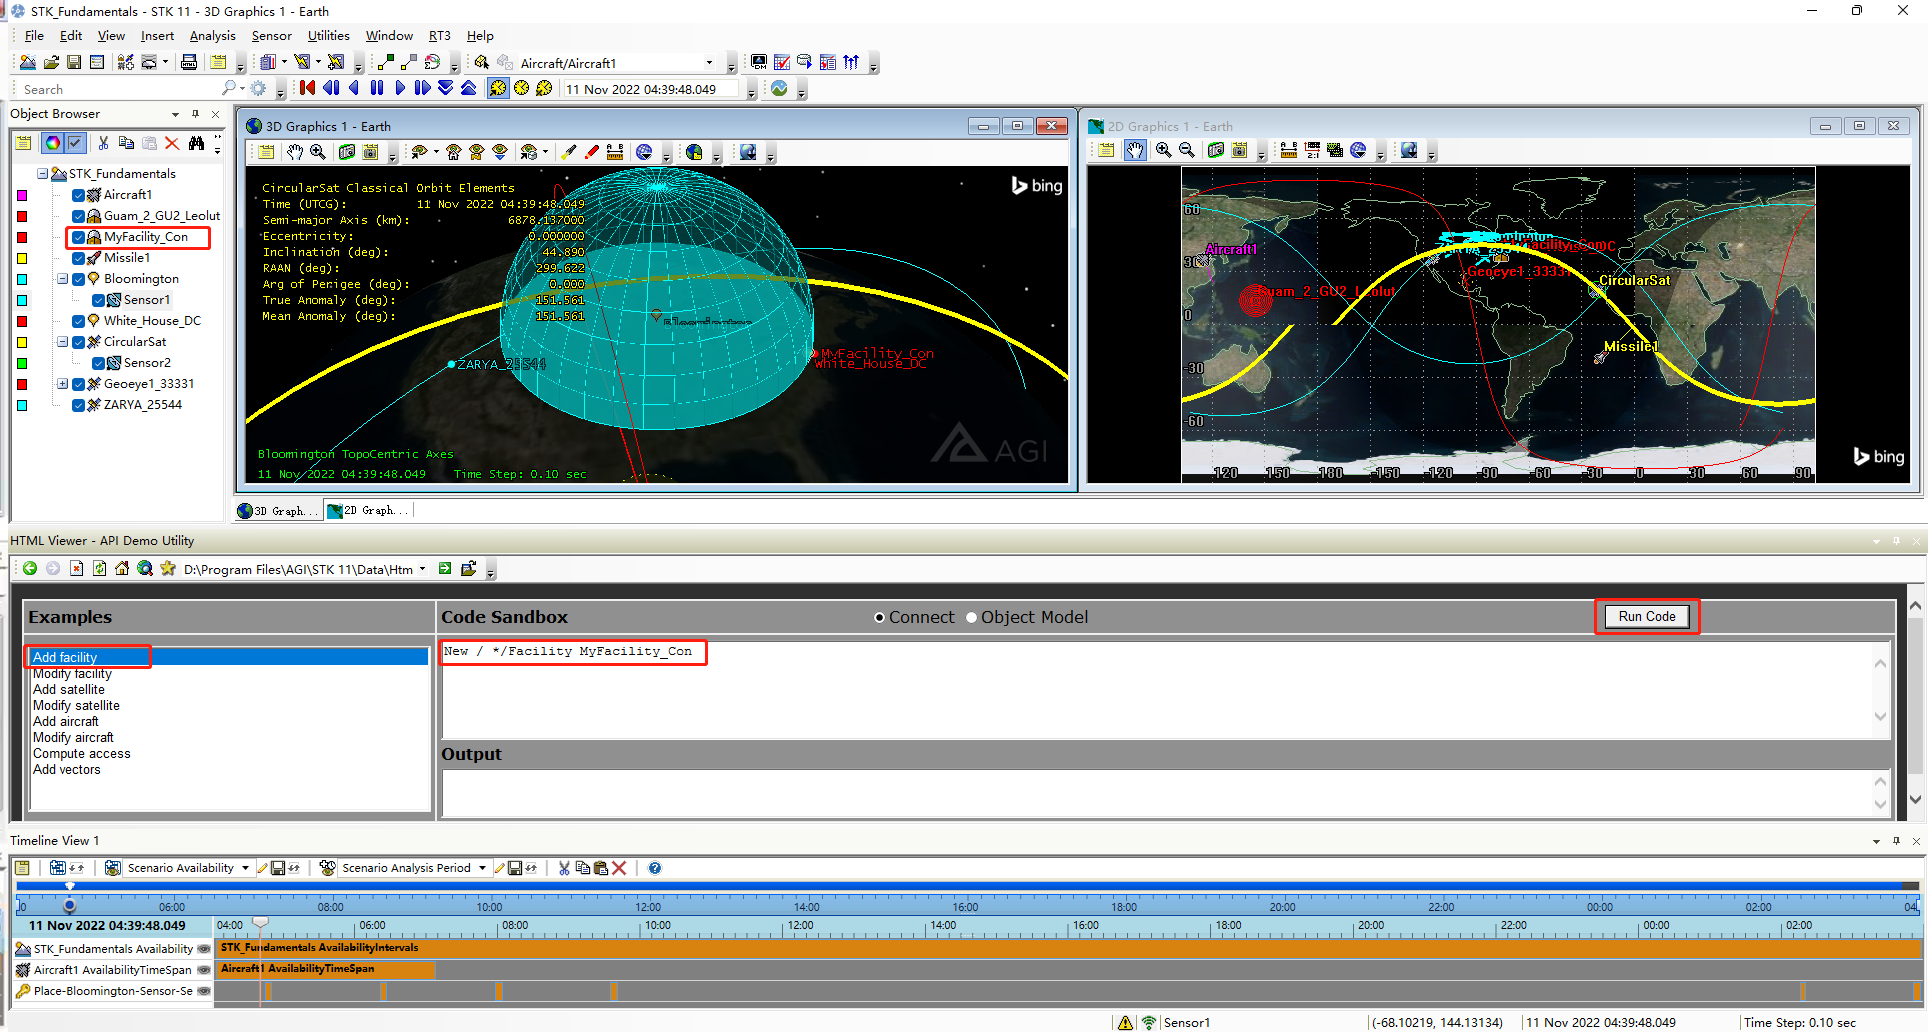 STK_Fundamentals - STK 11 - 3D Graphics 1 - Earth
File Edit View Insert Analysis Sensor Utilities Window RT3 Help
Aircraft/Aircraft1
Search
11 Nov 2022 04:39:48.049
Object Browser
STK_Fundamentals
Aircraft1
Guam_2_GU2_Leolut
MyFacility_Con
Missile1
Bloomington
Sensor1
White_House_DC
CircularSat
Sensor2
Geoeye1_33331
ZARYA_25544
3D Graphics 1 - Earth
CircularSat Classical Orbit Elements
Time (UTCG): 11 Nov 2022 04:39:48.049
Semi-major Axis (km): 6878.137000
Eccentricity: 0.000000
Inclination (deg): 44.890
RAAN (deg): 299.622
Arg of Perigee (deg): 0.000
True Anomaly (deg): 151.561
Mean Anomaly (deg): 151.561
bing
Bloomington
MyFacility_Con
White_House_DC
ZARYA_25544
AGI
Bloomington TopoCentric Axes
11 Nov 2022 04:39:48.049 Time Step: 0.10 sec
2D Graphics 1 - Earth
60
Aircraft1
30
Geoeye1_33331
CircularSat
Guam_2_GU2_Leolut
0
Missile1
-30
-60
bing
120 150 -180 -150 -120 -90 -60 -30 0 30 60 90
3D Graph...
2D Graph...
HTML Viewer - API Demo Utility
D:\Program Files\AGI\STK 11\Data\Htm
Examples
Code Sandbox
Connect
Object Model
Run Code
Add facility
Modify facility
Add satellite
Modify satellite
Add aircraft
Modify aircraft
Compute access
Add vectors
New / */Facility MyFacility_Con
Output
Timeline View 1
Scenario Availability
Scenario Analysis Period
06:00 08:00 10:00 12:00 14:00 16:00 18:00 20:00 22:00 00:00 02:00
11 Nov 2022 04:39:48.049
04:00 06:00 08:00 10:00 12:00 14:00 16:00 18:00 20:00 22:00 00:00 02:00
STK_Fundamentals Availability
STK_Fundamentals AvailabilityIntervals
Aircraft1 AvailabilityTimeSpan
Aircraft1 AvailabilityTimeSpan
Place-Bloomington-Sensor-Se
Sensor1
(-68.10219, 144.13134)
11 Nov 2022 04:39:48.049
Time Step: 0.10 sec